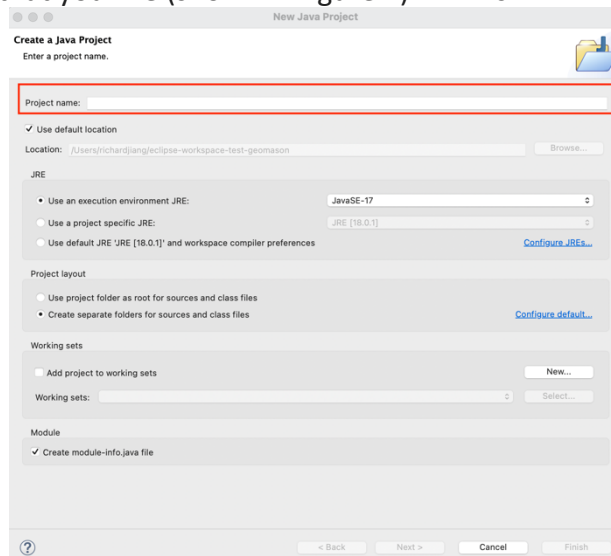 New Java Project
Create a Java Project
Enter a project name.
Project name:
Use default location
Location: /Users/richardjiang/eclipse-workspace-test-geomason Browse...
JRE
Use an execution environment JRE: JavaSE-17
Use a project specific JRE: JRE [18.0.1]
Use default JRE 'JRE [18.0.1]' and workspace compiler preferences Configure JREs...
Project layout
Use project folder as root for sources and class files
Create separate folders for sources and class files Configure default...
Working sets
Add project to working sets New...
Working sets: Select...
Module
Create module-info.java file
? < Back Next > Cancel Finish